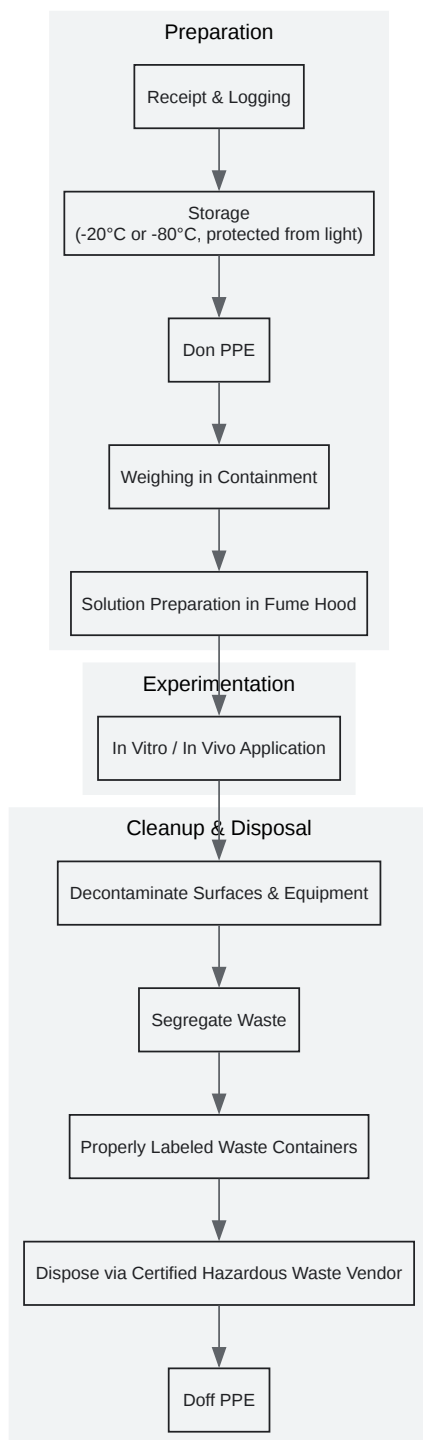 Preparation
Receipt & Logging
Storage
(-20°C or -80°C, protected from light)
Don PPE
Weighing in Containment
Solution Preparation in Fume Hood
Experimentation
In Vitro / In Vivo Application
Cleanup & Disposal
Decontaminate Surfaces & Equipment
Segregate Waste
Properly Labeled Waste Containers
Dispose via Certified Hazardous Waste Vendor
Doff PPE